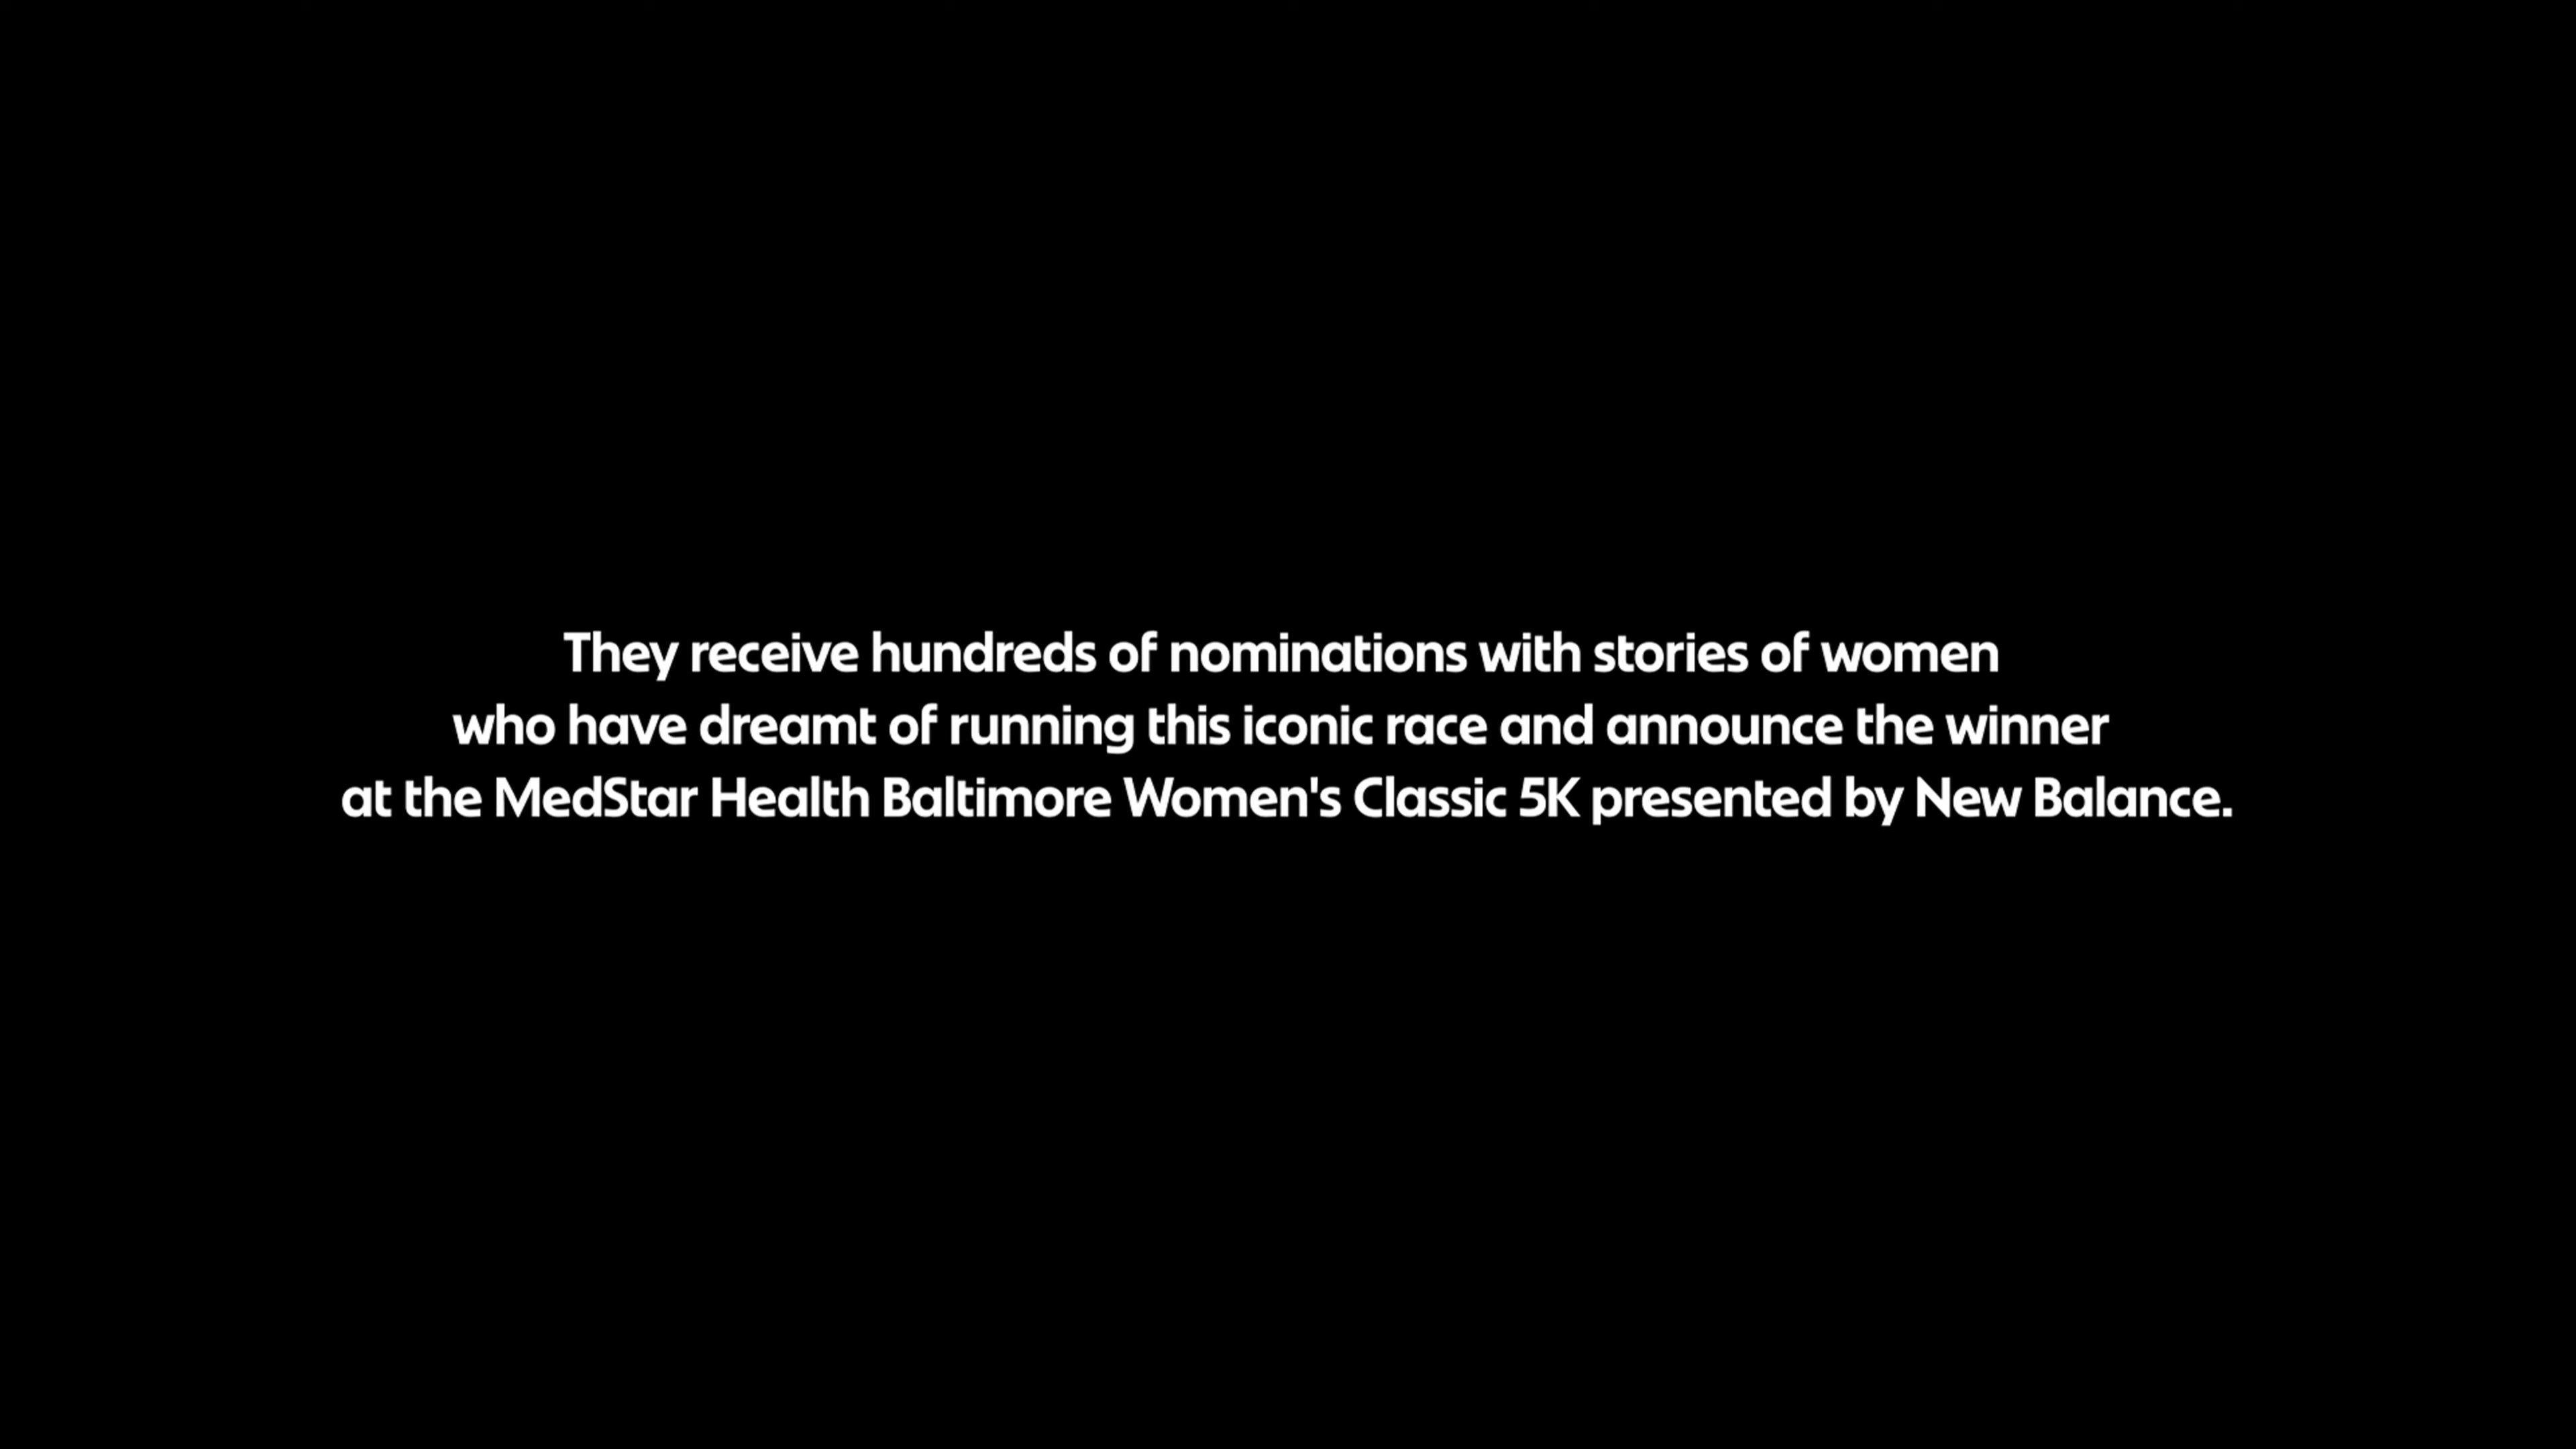 They receive hundreds of nominations with stories of women
who have dreamt of running this iconic race and announce the winner
at the MedStar Health Baltimore Women's Classic 5K presented by New Balance.